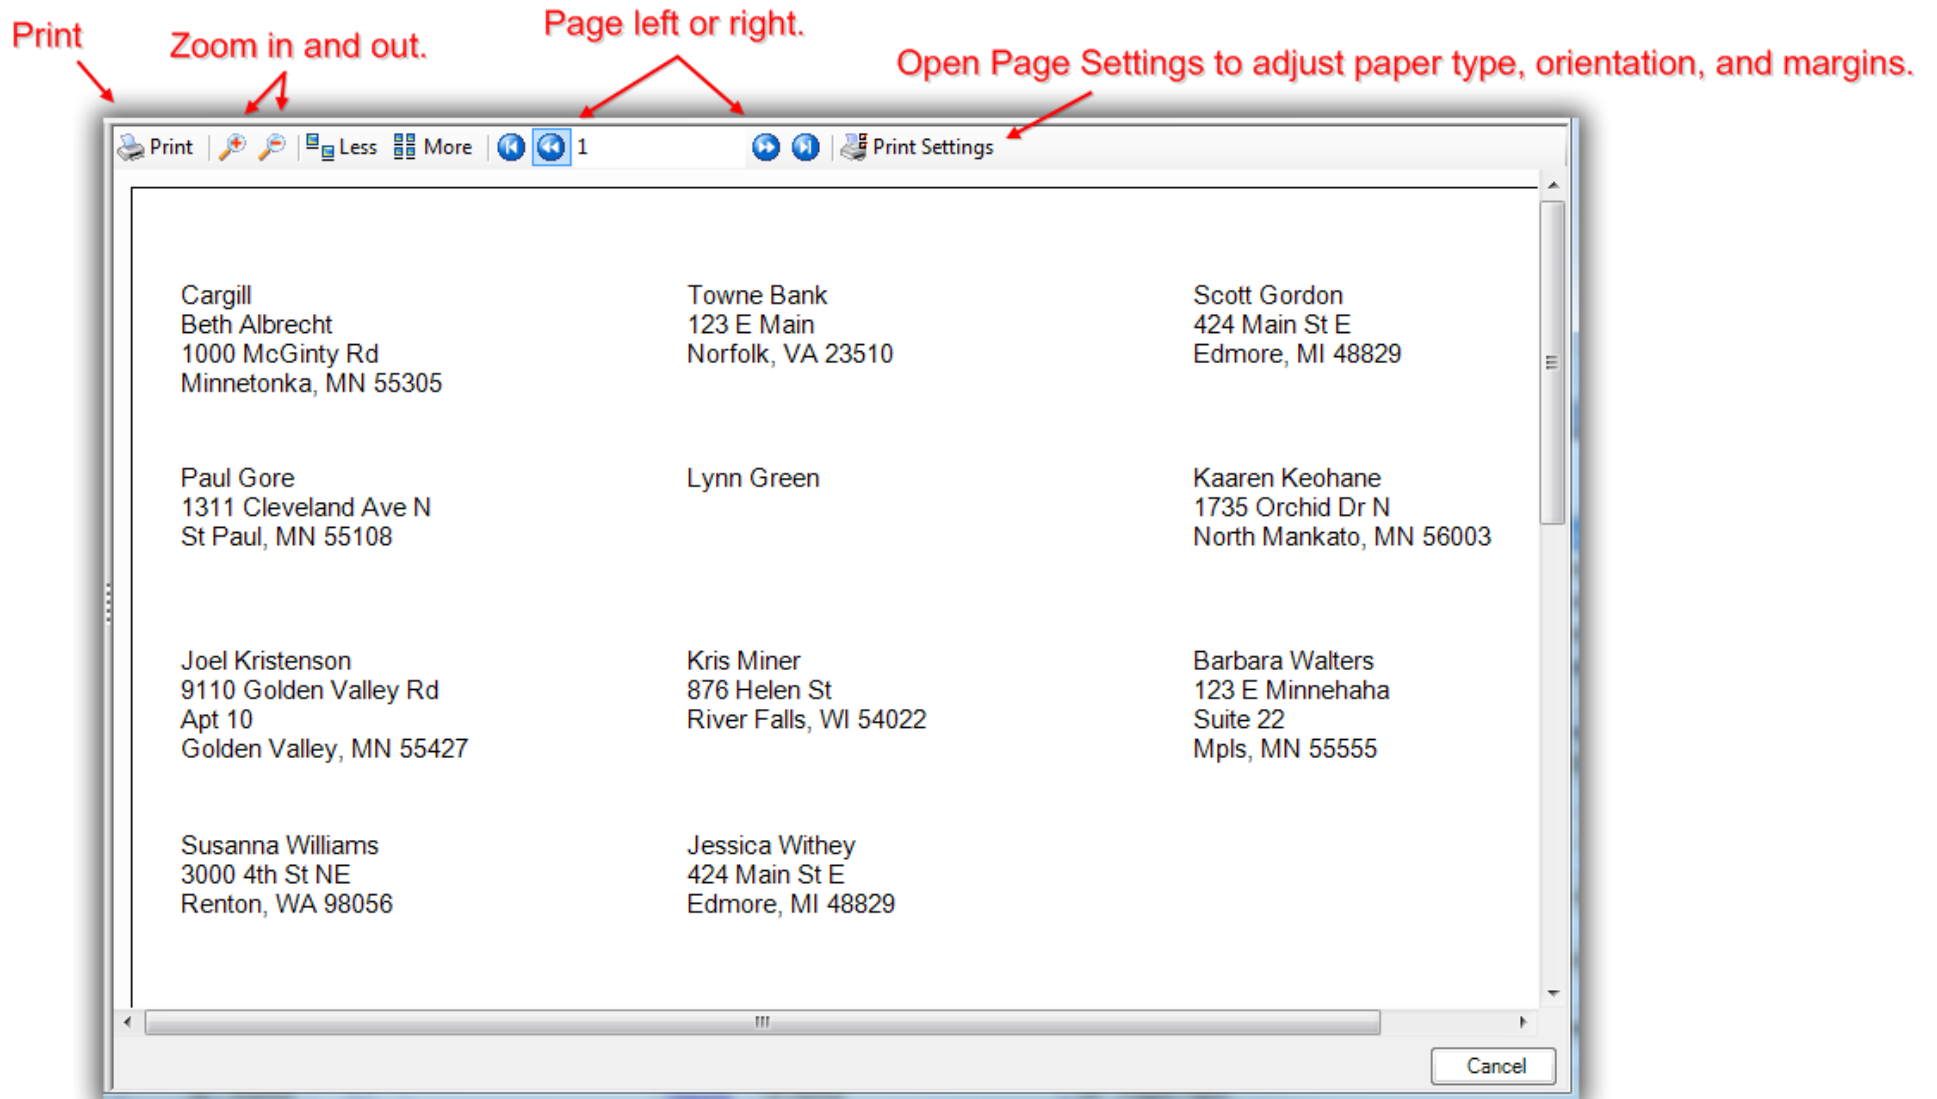 Print
Zoom in and out.
Page left or right.
Open Page Settings to adjust paper type, orientation, and margins.
Print Less More 1 Print Settings
Cargill
Beth Albrecht
1000 McGinty Rd
Minnetonka, MN 55305
Towne Bank
123 E Main
Norfolk, VA 23510
Scott Gordon
424 Main St E
Edmore, MI 48829
Paul Gore
1311 Cleveland Ave N
St Paul, MN 55108
Lynn Green
Kaaren Keohane
1735 Orchid Dr N
North Mankato, MN 56003
Joel Kristenson
9110 Golden Valley Rd
Apt 10
Golden Valley, MN 55427
Kris Miner
876 Helen St
River Falls, WI 54022
Barbara Walters
123 E Minnehaha
Suite 22
Mpls, MN 55555
Susanna Williams
3000 4th St NE
Renton, WA 98056
Jessica Withey
424 Main St E
Edmore, MI 48829
Cancel